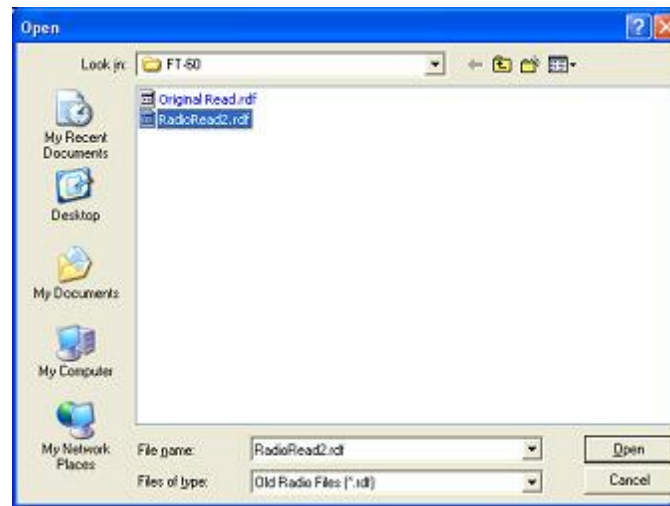 Open
Look in: FT-60
Original Read.rdf
RadioRead2.rdf
My Recent
Documents
Desktop
My Documents
My Computer
My Network
Places
File name: RadioRead2.rdf Open
Files of type: Old Radio Files (*.rdf) Cancel